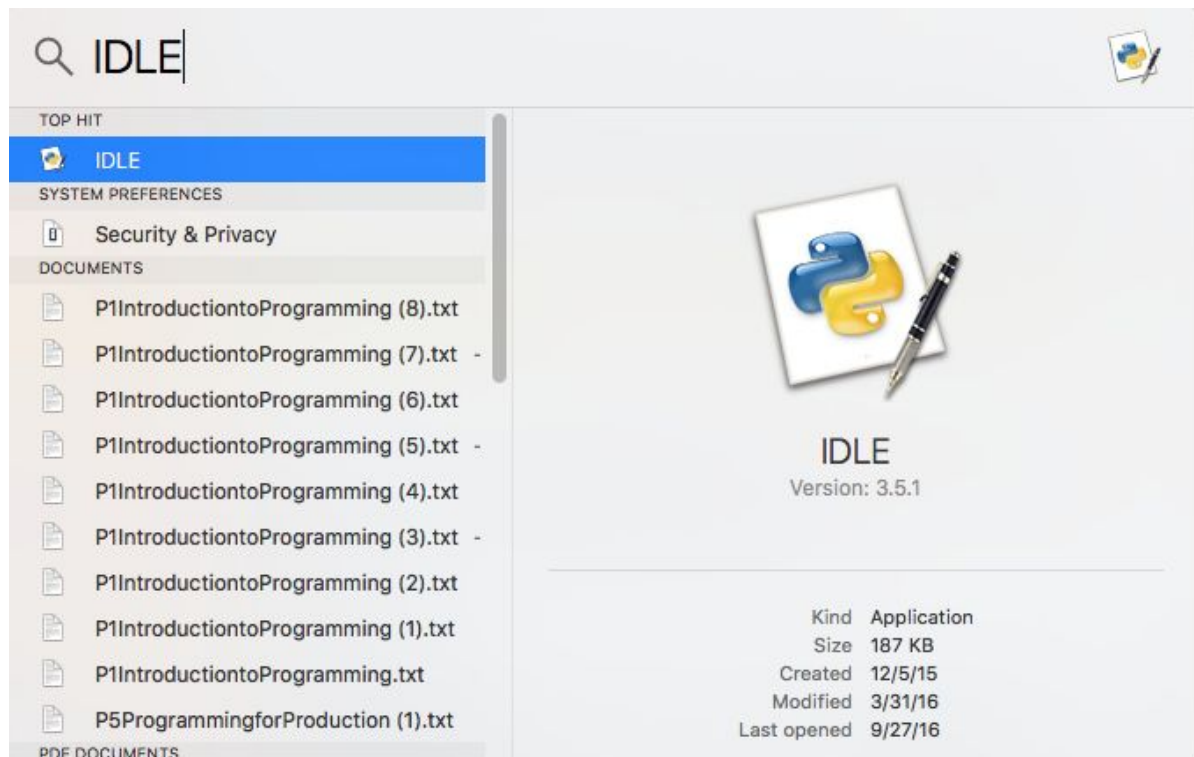 IDLE
TOP HIT
IDLE
SYSTEM PREFERENCES
Security & Privacy
DOCUMENTS
P1IntroductiontoProgramming (8).txt
P1IntroductiontoProgramming (7).txt -
P1IntroductiontoProgramming (6).txt
P1IntroductiontoProgramming (5).txt -
P1IntroductiontoProgramming (4).txt
P1IntroductiontoProgramming (3).txt -
P1IntroductiontoProgramming (2).txt
P1IntroductiontoProgramming (1).txt
P1IntroductiontoProgramming.txt
P5ProgrammingforProduction (1).txt
PDF DOCUMENTS
IDLE
Version: 3.5.1
Kind Application
Size 187 KB
Created 12/5/15
Modified 3/31/16
Last opened 9/27/16